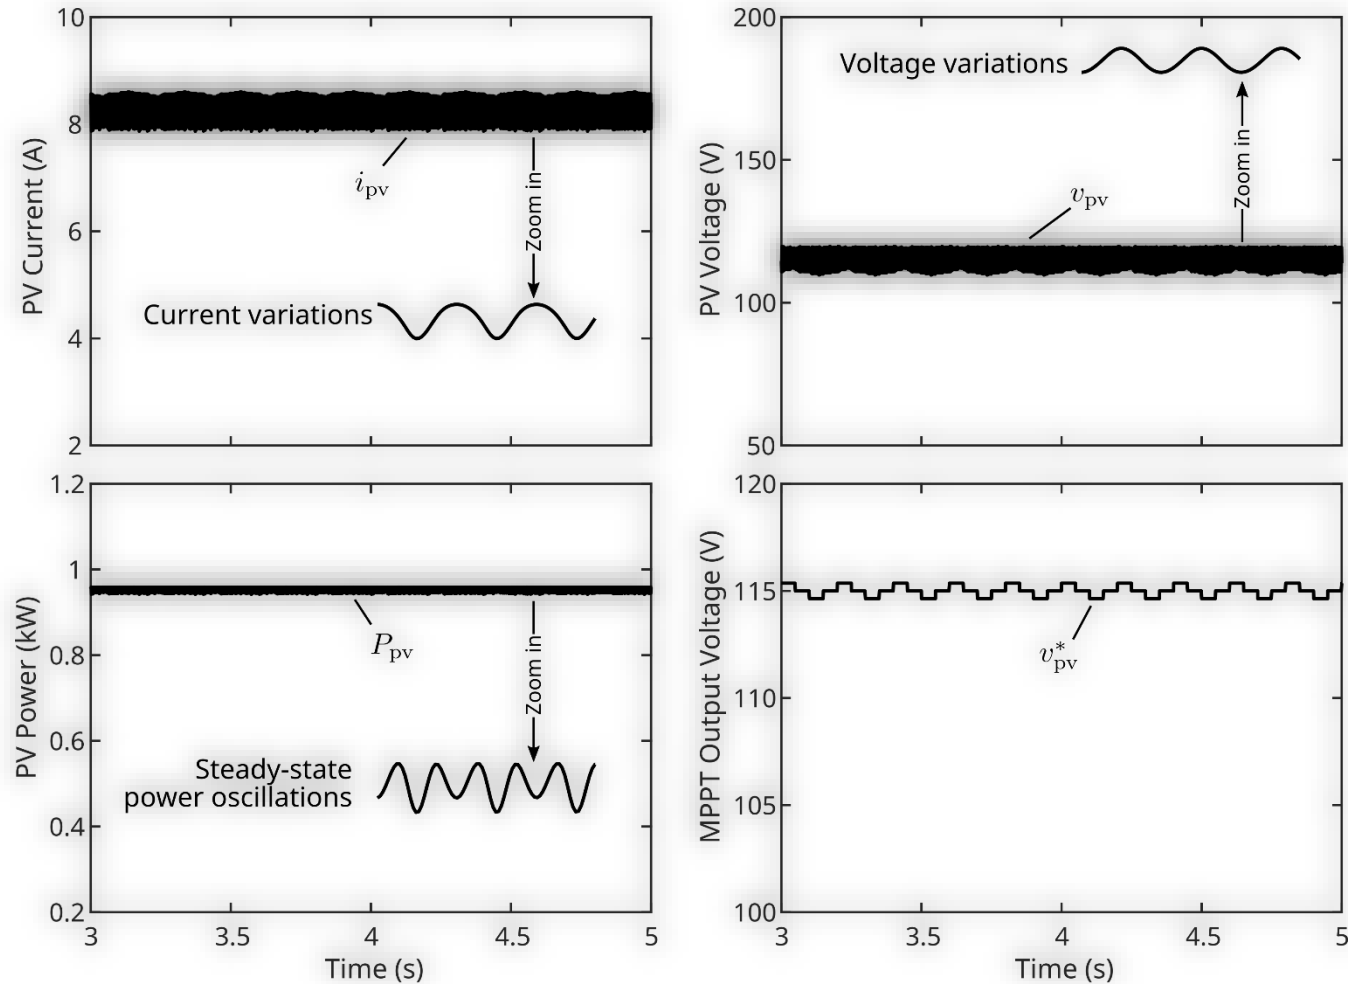 10
8
6
4
2
PV Current (A)
i_pv
Zoom in
Current variations
200
150
100
50
PV Voltage (V)
Voltage variations
Zoom in
v_pv
1.2
1
0.8
0.6
0.4
0.2
PV Power (kW)
P_pv
Zoom in
Steady-state
power oscillations
3
3.5
4
4.5
5
Time (s)
120
115
110
105
100
MPPT Output Voltage (V)
v*_pv
3
3.5
4
4.5
5
Time (s)